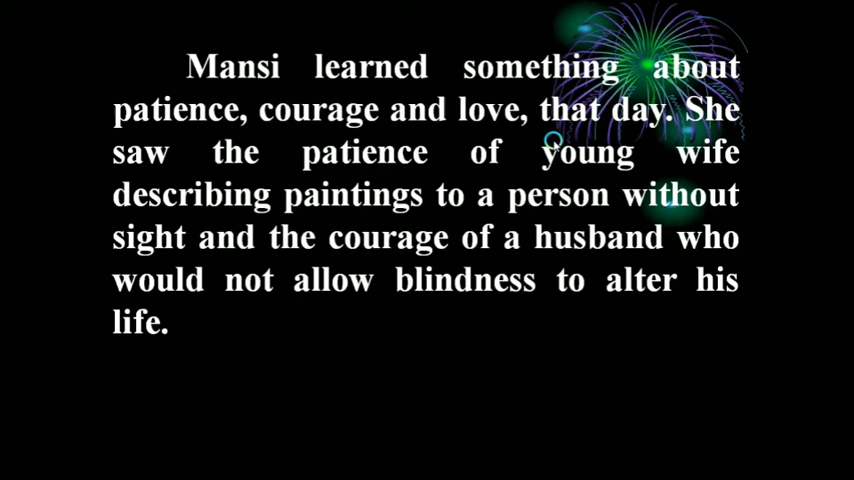 Mansi learned something about
patience, courage and love, that day. She
saw the patience of young wife
describing paintings to a person without
sight and the courage of a husband who
would not allow blindness to alter his
life.